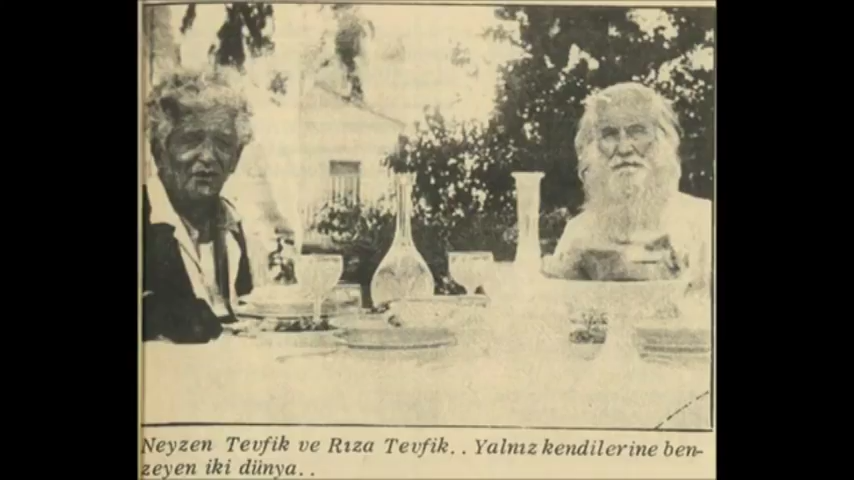 Neyzen Tevfik ve Rıza Tevfik.. Yalnız kendilerine ben-
zeyen iki dünya..